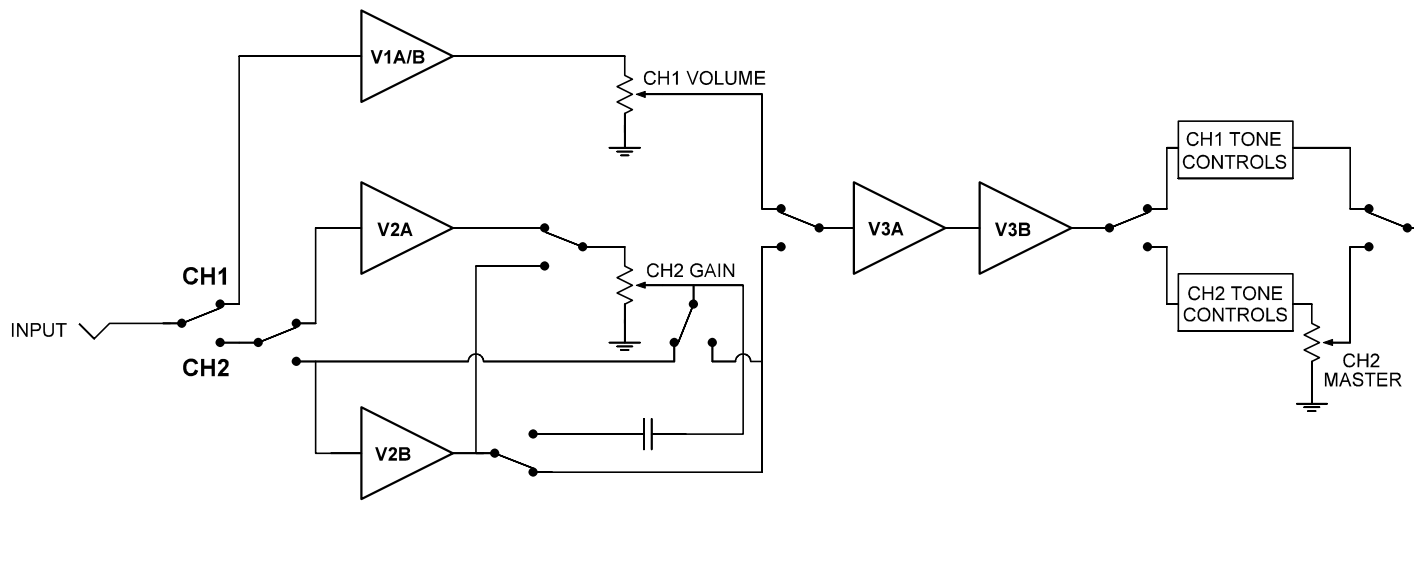 V1A/B
CH1 VOLUME
CH1 TONE
CONTROLS
V2A
V3A
V3B
CH1
CH2 GAIN
INPUT
CH2 TONE
CONTROLS
CH2
CH2
MASTER
V2B